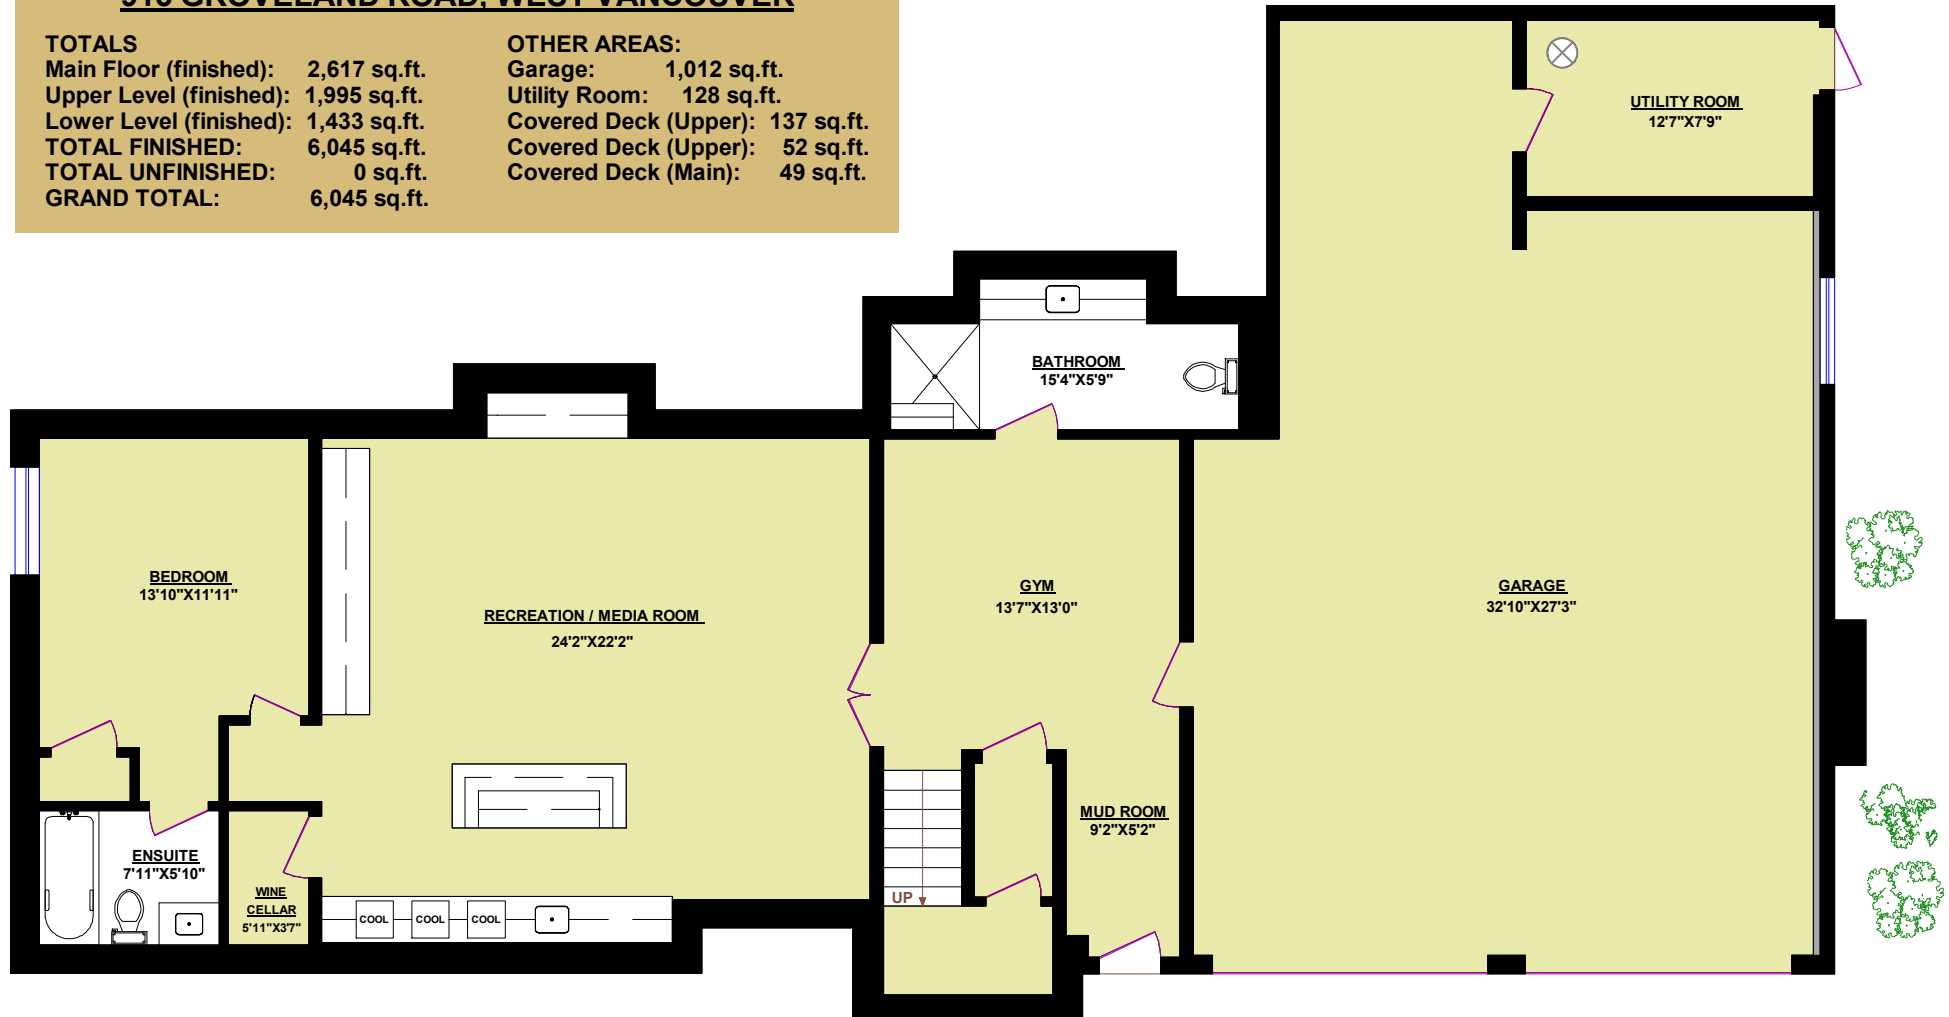 GROVELAND ROAD, WEST VANCOUVER
TOTALS
Main Floor (finished): 2,617 sq.ft.
Upper Level (finished): 1,995 sq.ft.
Lower Level (finished): 1,433 sq.ft.
TOTAL FINISHED: 6,045 sq.ft.
TOTAL UNFINISHED: 0 sq.ft.
GRAND TOTAL: 6,045 sq.ft.
OTHER AREAS:
Garage: 1,012 sq.ft.
Utility Room: 128 sq.ft.
Covered Deck (Upper): 137 sq.ft.
Covered Deck (Upper): 52 sq.ft.
Covered Deck (Main): 49 sq.ft.
UTILITY ROOM
12'7"X7'9"
BATHROOM
15'4"X5'9"
BEDROOM
13'10"X11'11"
RECREATION / MEDIA ROOM
24'2"X22'2"
GYM
13'7"X13'0"
GARAGE
32'10"X27'3"
MUD ROOM
9'2"X5'2"
ENSUITE
7'11"X5'10"
WINE
CELLAR
5'11"X3'7"
COOL
COOL
COOL
UP